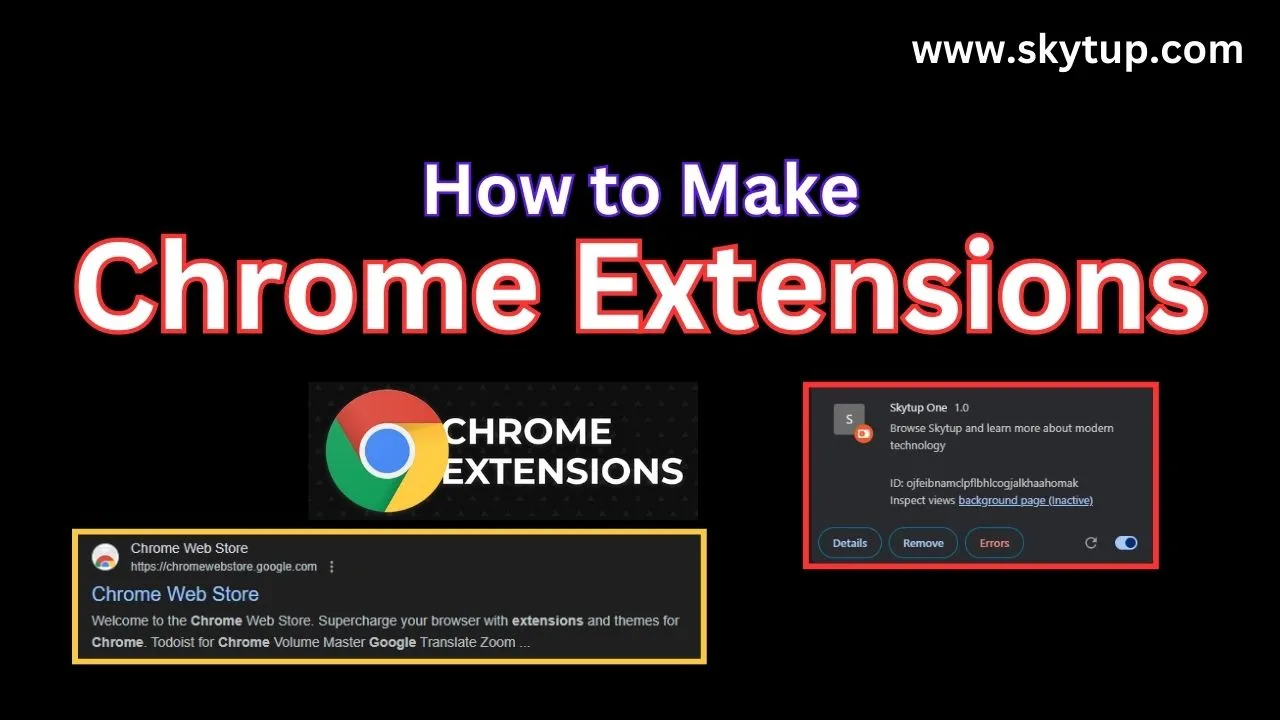 www.skytup.com
How to Make
Chrome Extensions
CHROME
EXTENSIONS
S
Skytup One 1.0
Browse Skytup and learn more about modern
technology
ID: ojfeibnamclpflbhlcogjalkhaahomak
Inspect views background page (Inactive)
Details Remove Errors
Chrome Web Store
https://chromewebstore.google.com
Chrome Web Store
Welcome to the Chrome Web Store. Supercharge your browser with extensions and themes for
Chrome. Todoist for Chrome Volume Master Google Translate Zoom ...